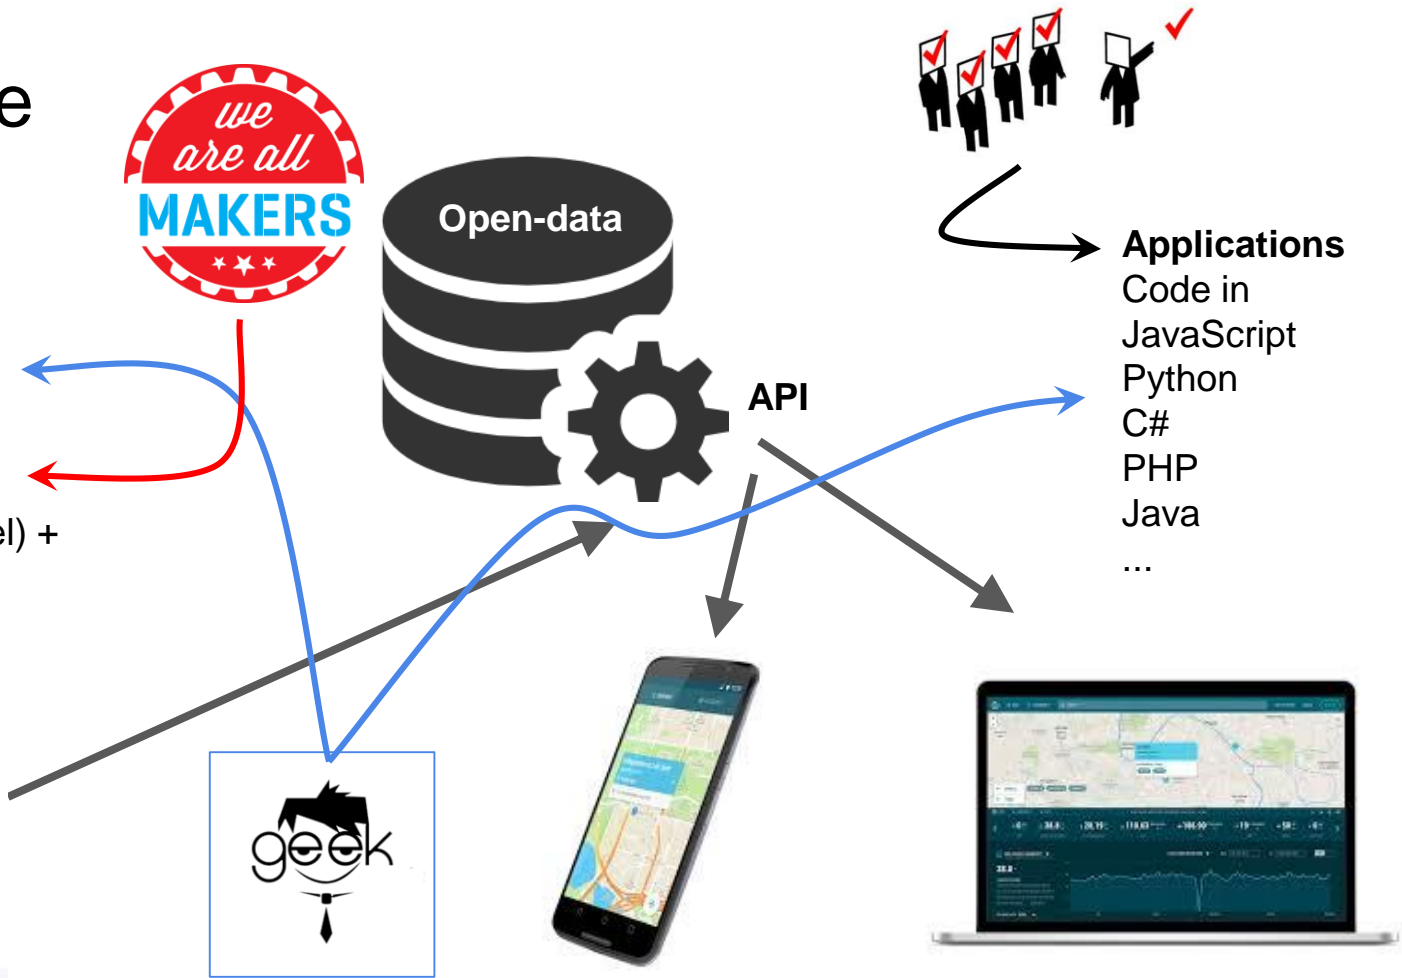 e
we
are all
MAKERS
Open-data
API
Applications
Code in
JavaScript
Python
C#
PHP
Java
...
el) +
geek